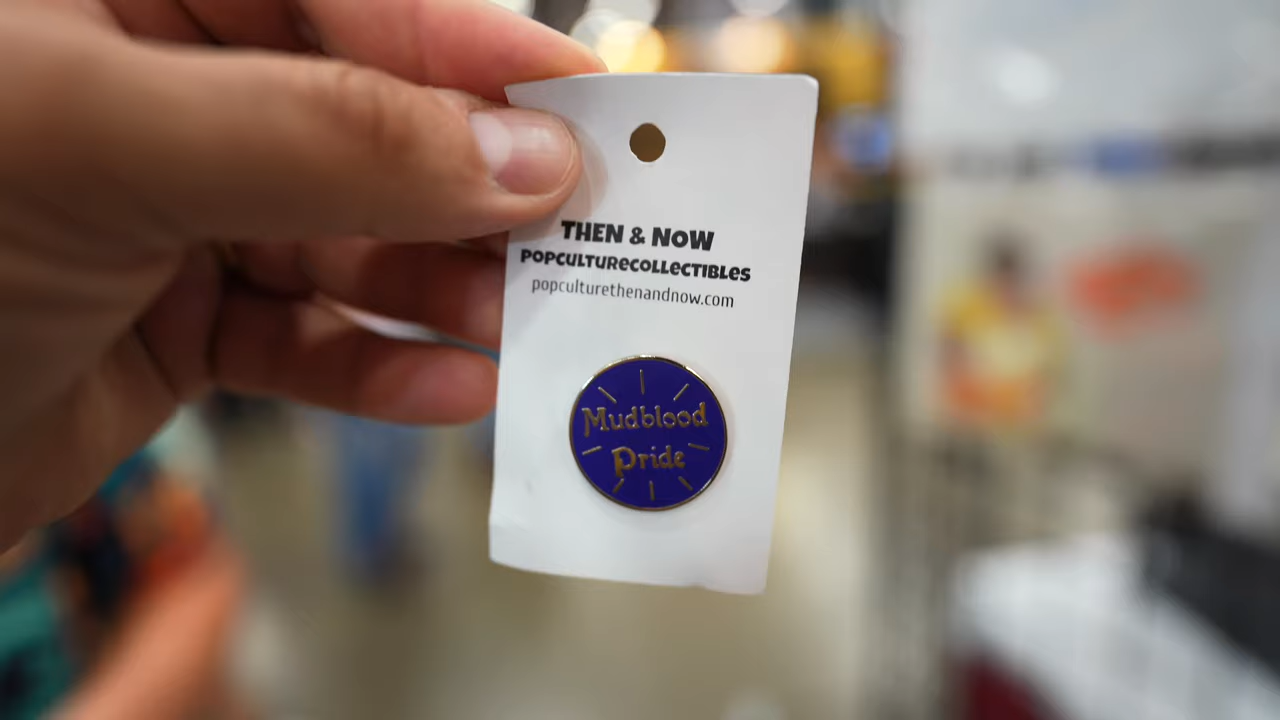 THEN & NOW
POPCULTURECOLLECTIBLES
popculturethenandnow.com
Mudblood
Pride